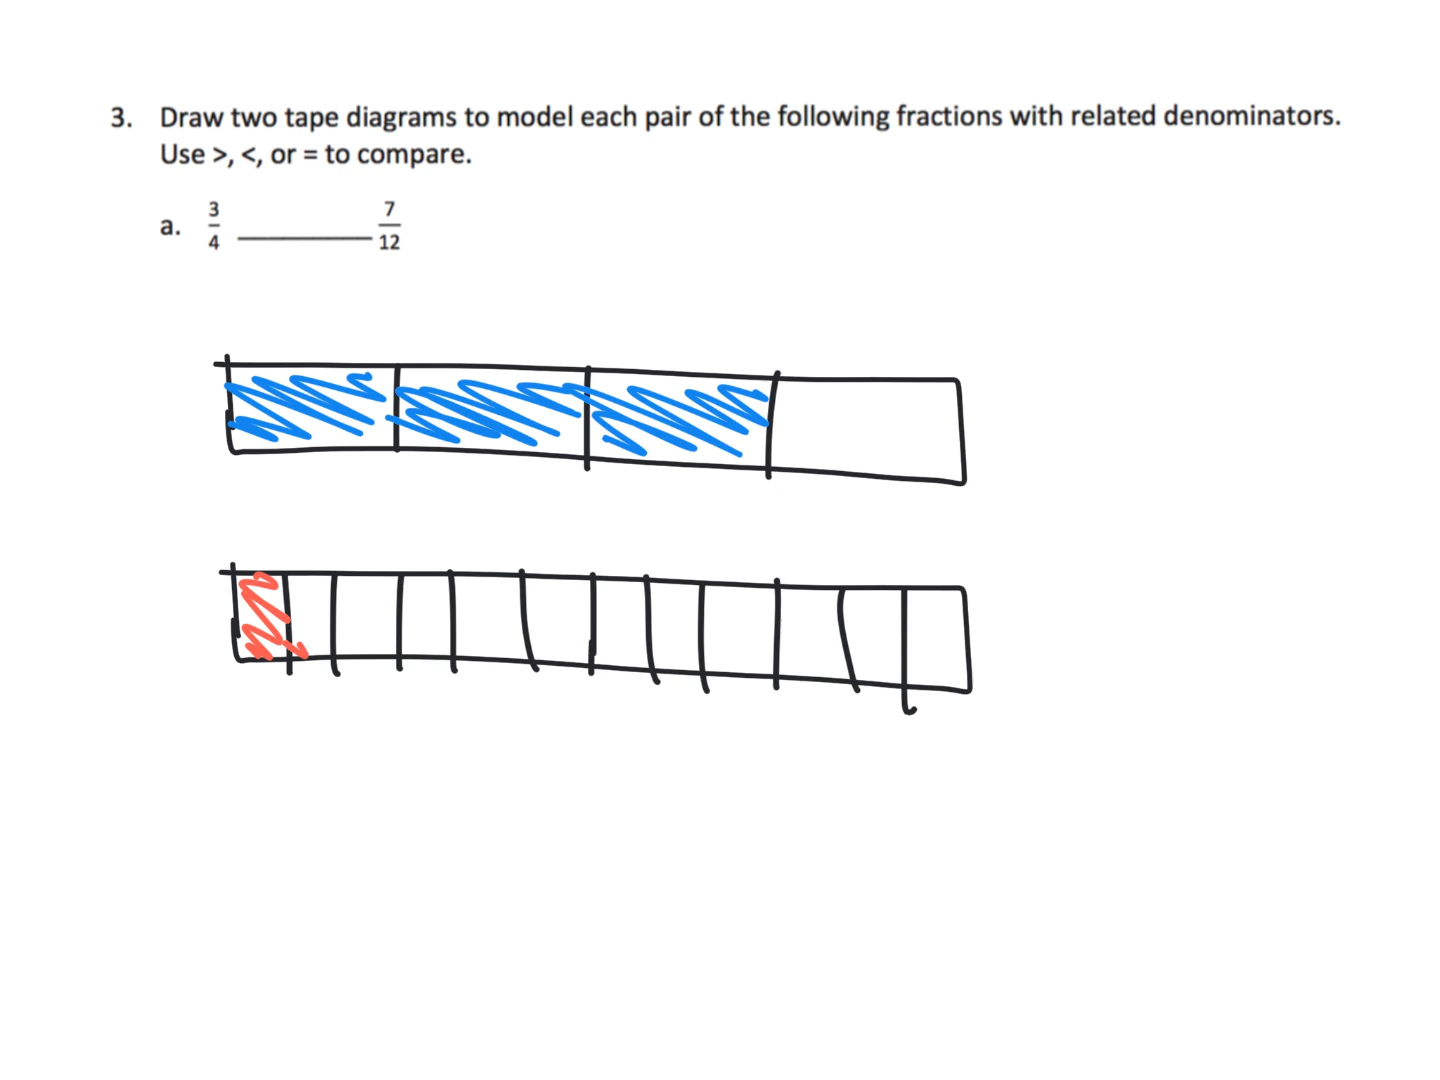 3. Draw two tape diagrams to model each pair of the following fractions with related denominators.
Use >, <, or = to compare.
a. 3/4 ________ 7/12